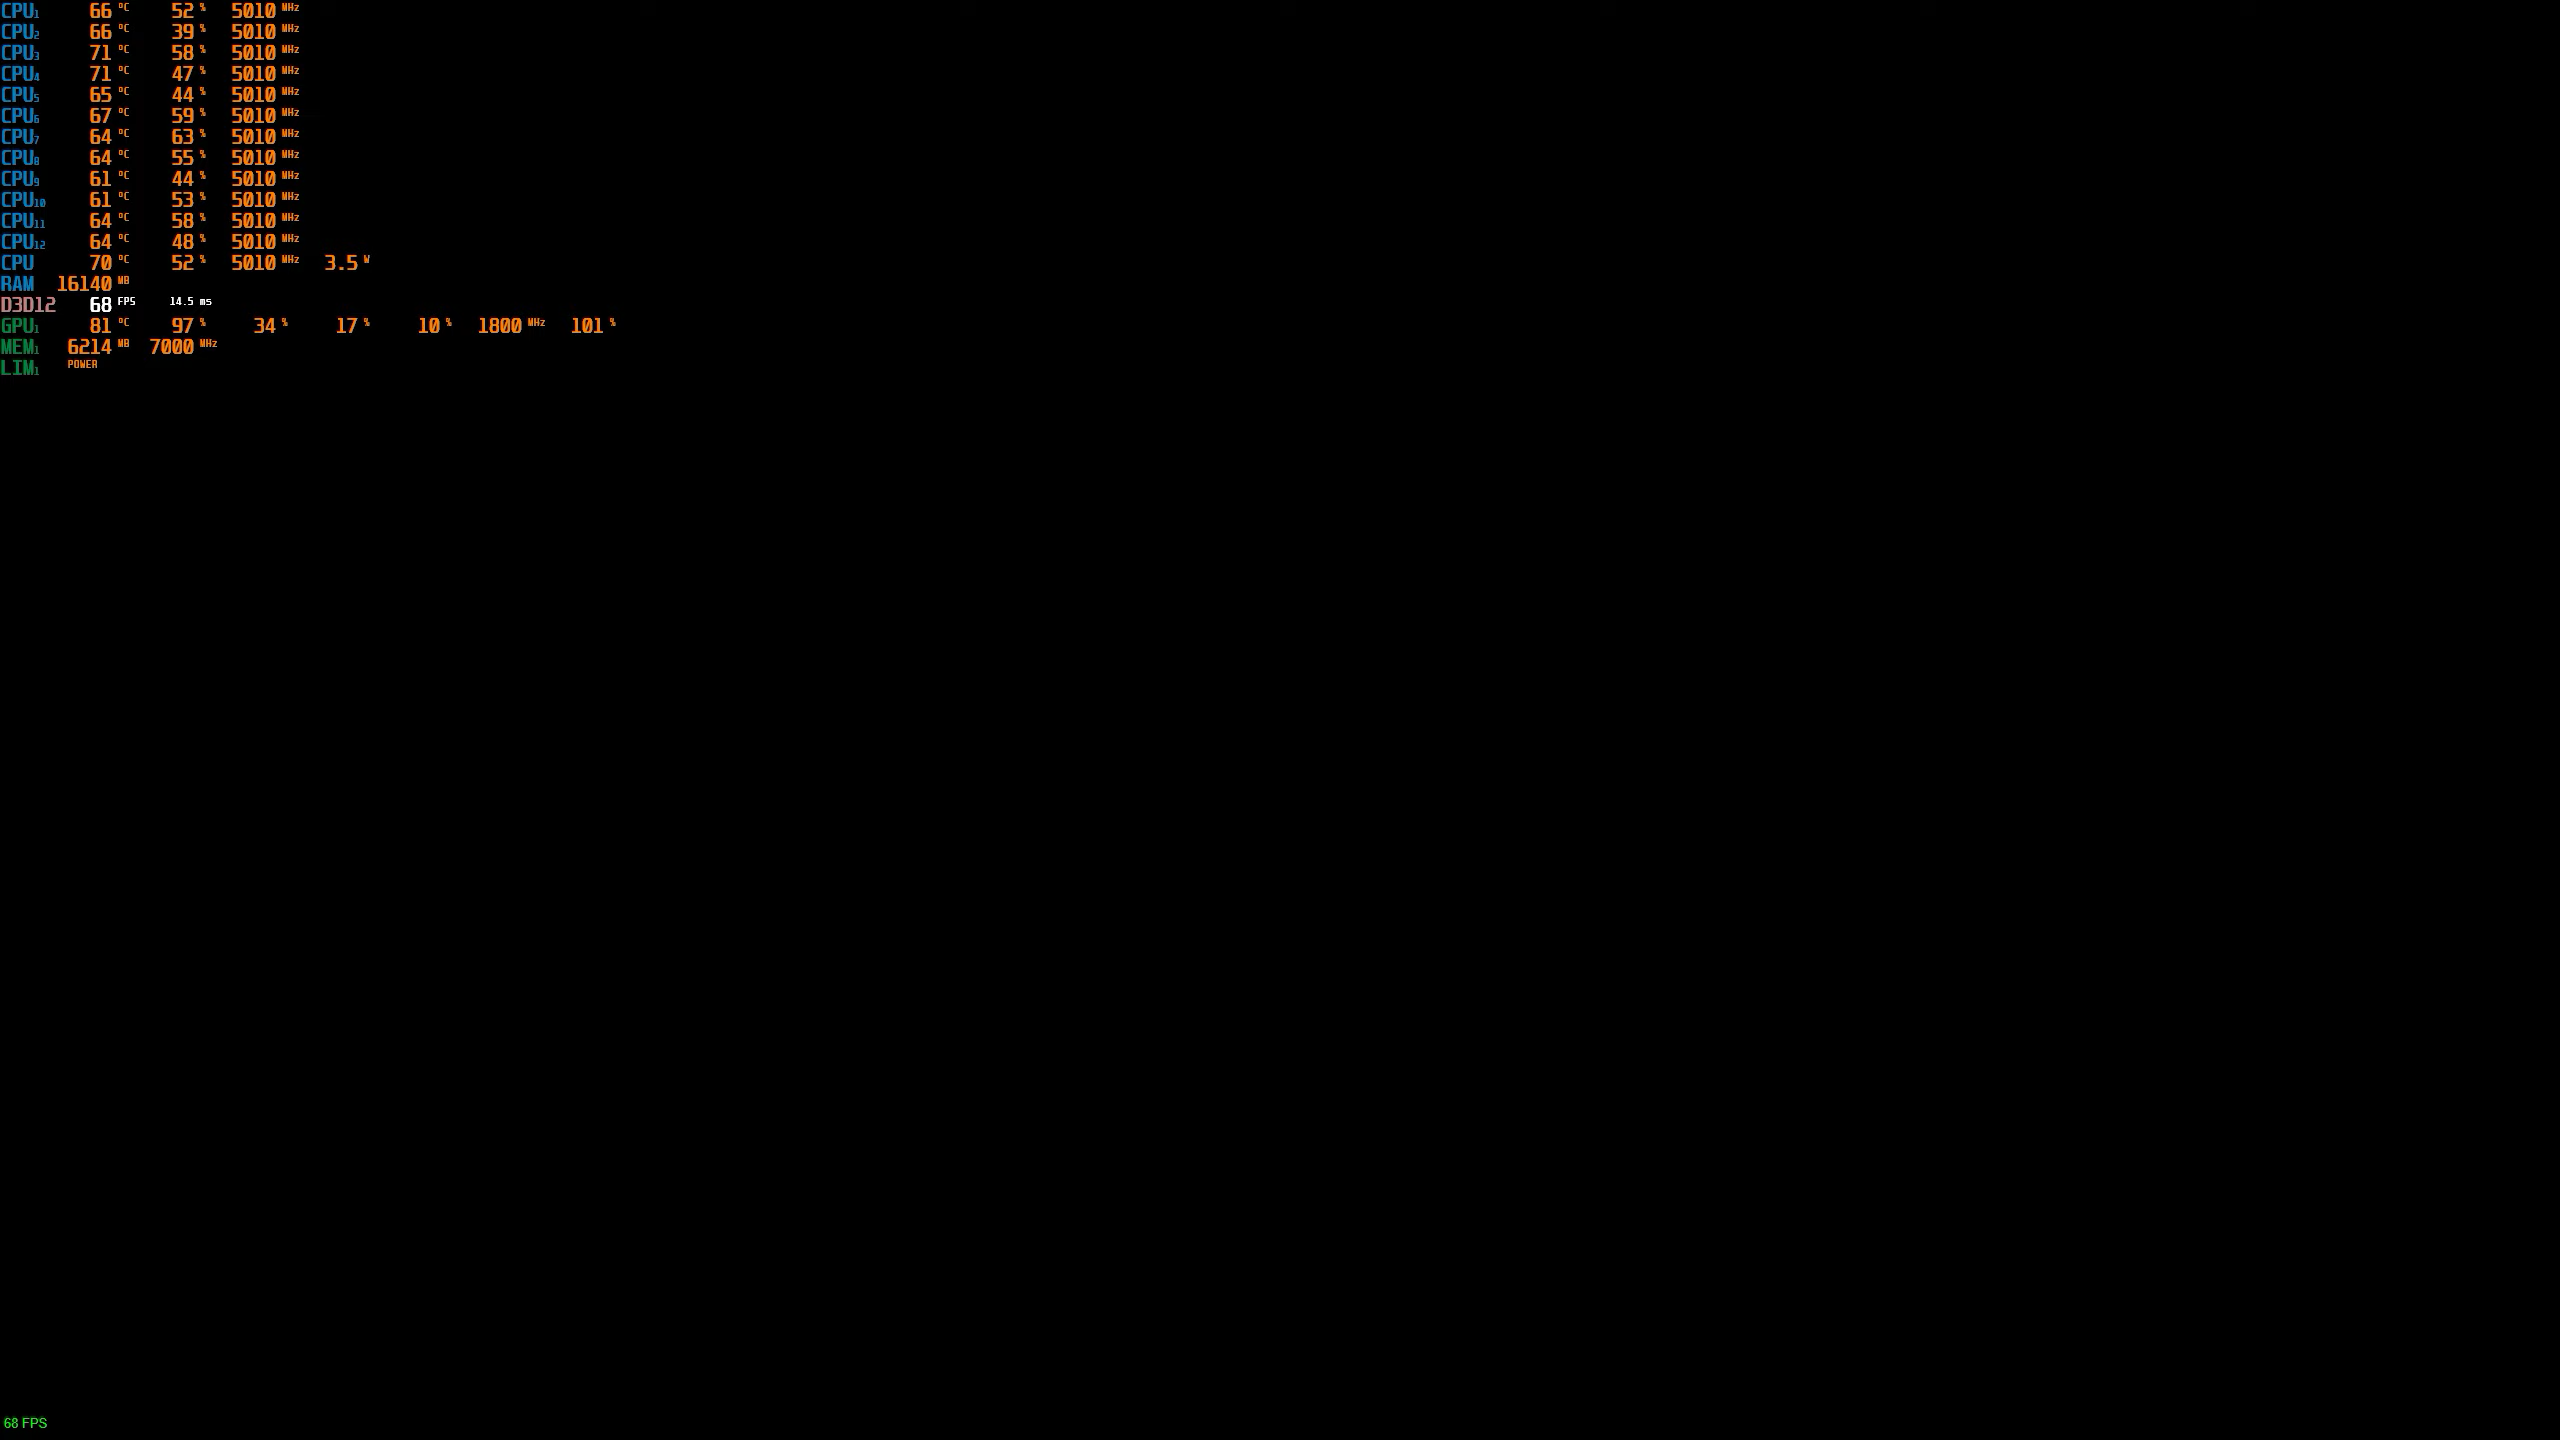 CPU1 66 °C 52 % 5010 MHz
CPU2 66 °C 39 % 5010 MHz
CPU3 71 °C 58 % 5010 MHz
CPU4 71 °C 47 % 5010 MHz
CPU5 65 °C 44 % 5010 MHz
CPU6 67 °C 59 % 5010 MHz
CPU7 64 °C 63 % 5010 MHz
CPU8 64 °C 55 % 5010 MHz
CPU9 61 °C 44 % 5010 MHz
CPU10 61 °C 53 % 5010 MHz
CPU11 64 °C 58 % 5010 MHz
CPU12 64 °C 48 % 5010 MHz
CPU 70 °C 52 % 5010 MHz 3.5 W
RAM 16140 MB
D3D12 68 FPS 14.5 ms
GPU1 81 °C 97 % 34 % 17 % 10 % 1800 MHz 101 %
MEM1 6214 MB 7000 MHz
LIM1 POWER
68 FPS